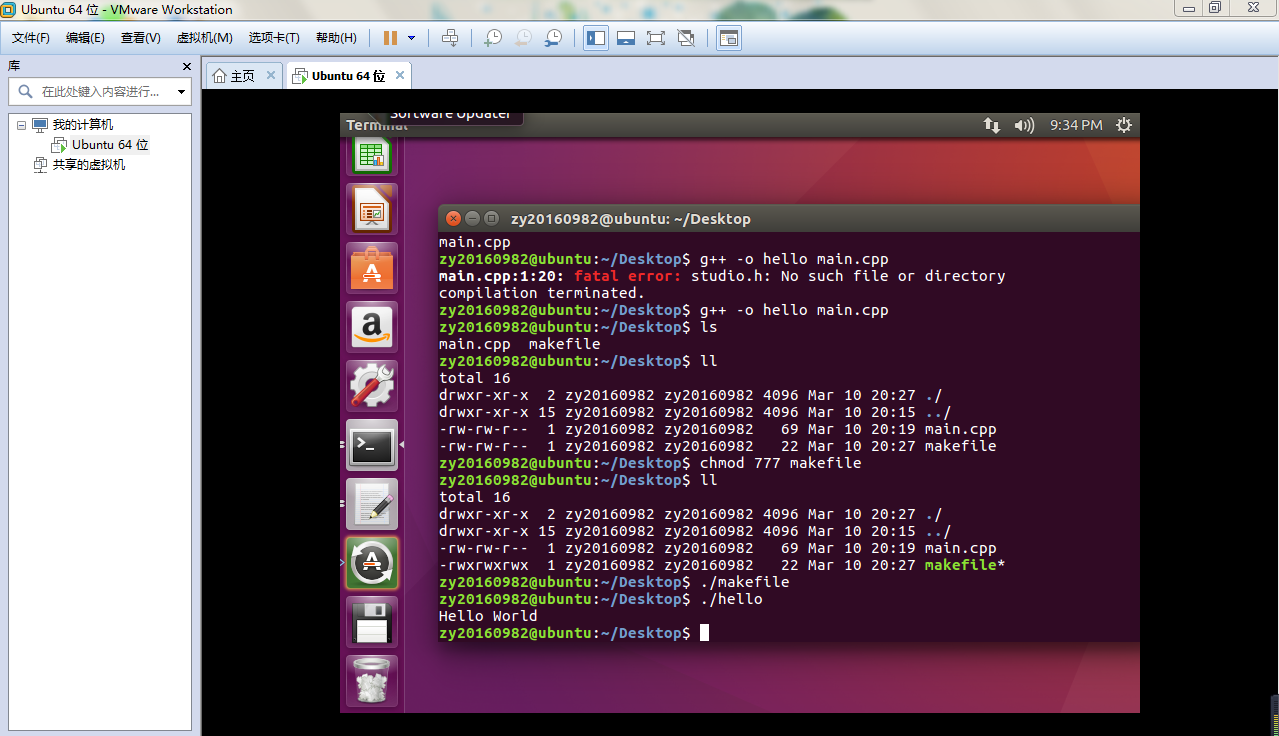 Ubuntu 64 位 - VMware Workstation
文件(F) 编辑(E) 查看(V) 虚拟机(M) 选项卡(T) 帮助(H)
库
主页
Ubuntu 64 位
在此处键入内容进行...
我的计算机
Ubuntu 64 位
共享的虚拟机
Software Updater
Terminal
9:34 PM
zy20160982@ubuntu: ~/Desktop
main.cpp
zy20160982@ubuntu:~/Desktop$ g++ -o hello main.cpp
main.cpp:1:20: fatal error: studio.h: No such file or directory
compilation terminated.
zy20160982@ubuntu:~/Desktop$ g++ -o hello main.cpp
zy20160982@ubuntu:~/Desktop$ ls
main.cpp  makefile
zy20160982@ubuntu:~/Desktop$ ll
total 16
drwxr-xr-x  2 zy20160982 zy20160982 4096 Mar 10 20:27 ./
drwxr-xr-x 15 zy20160982 zy20160982 4096 Mar 10 20:15 ../
-rw-rw-r--  1 zy20160982 zy20160982   69 Mar 10 20:19 main.cpp
-rw-rw-r--  1 zy20160982 zy20160982   22 Mar 10 20:27 makefile
zy20160982@ubuntu:~/Desktop$ chmod 777 makefile
zy20160982@ubuntu:~/Desktop$ ll
total 16
drwxr-xr-x  2 zy20160982 zy20160982 4096 Mar 10 20:27 ./
drwxr-xr-x 15 zy20160982 zy20160982 4096 Mar 10 20:15 ../
-rw-rw-r--  1 zy20160982 zy20160982   69 Mar 10 20:19 main.cpp
-rwxrwxrwx  1 zy20160982 zy20160982   22 Mar 10 20:27 makefile*
zy20160982@ubuntu:~/Desktop$ ./makefile
zy20160982@ubuntu:~/Desktop$ ./hello
Hello World
zy20160982@ubuntu:~/Desktop$